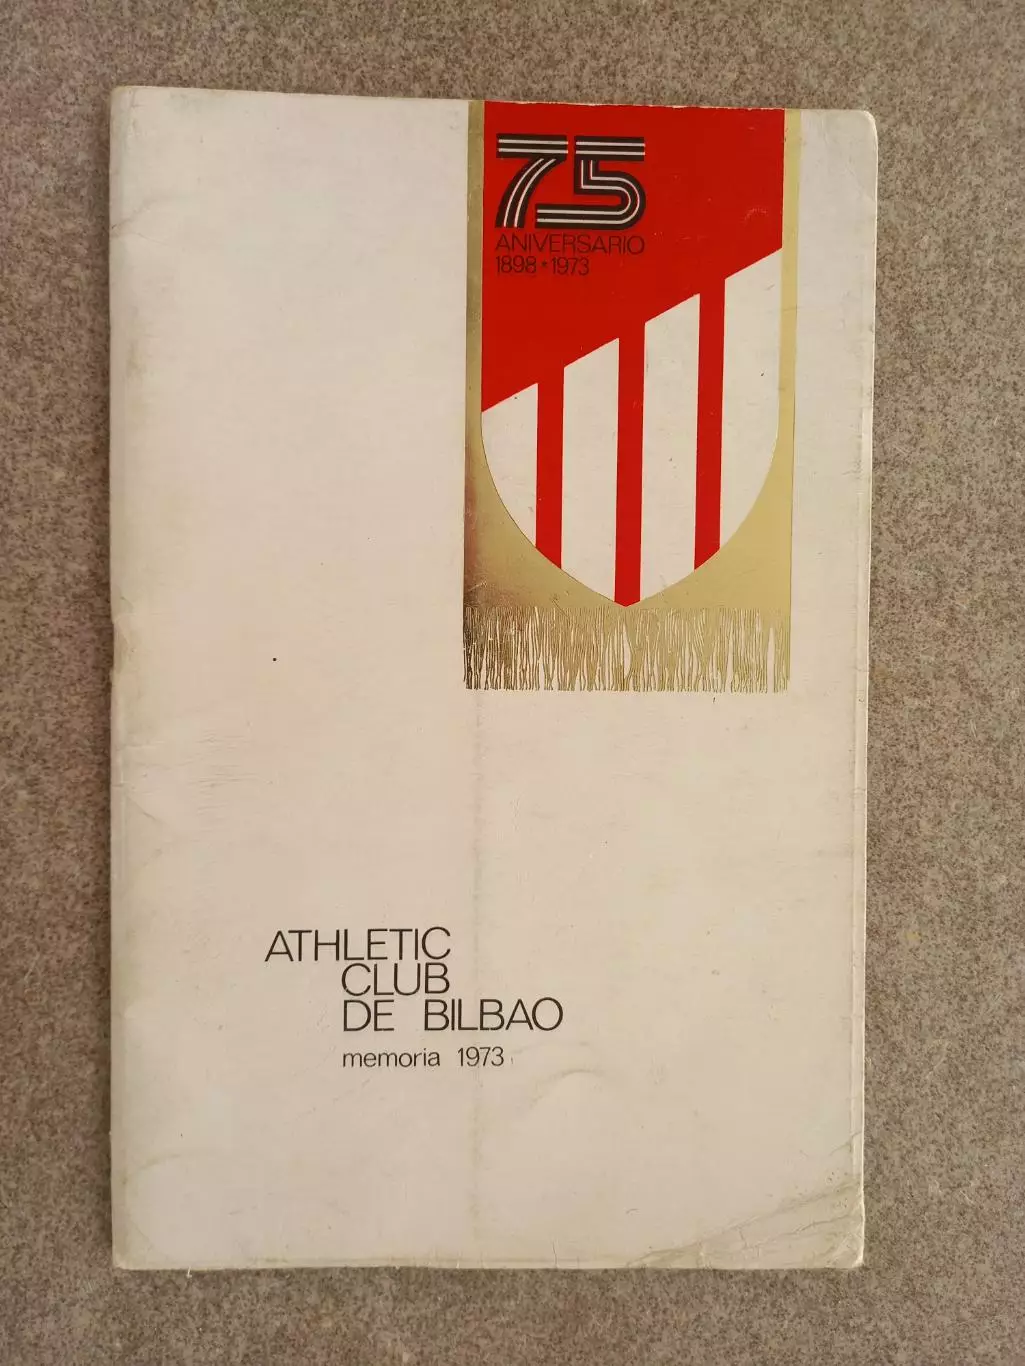 75
ANIVERSARIO
1898*1973
ATHLETIC
CLUB
DE BILBAO
memoria 1973